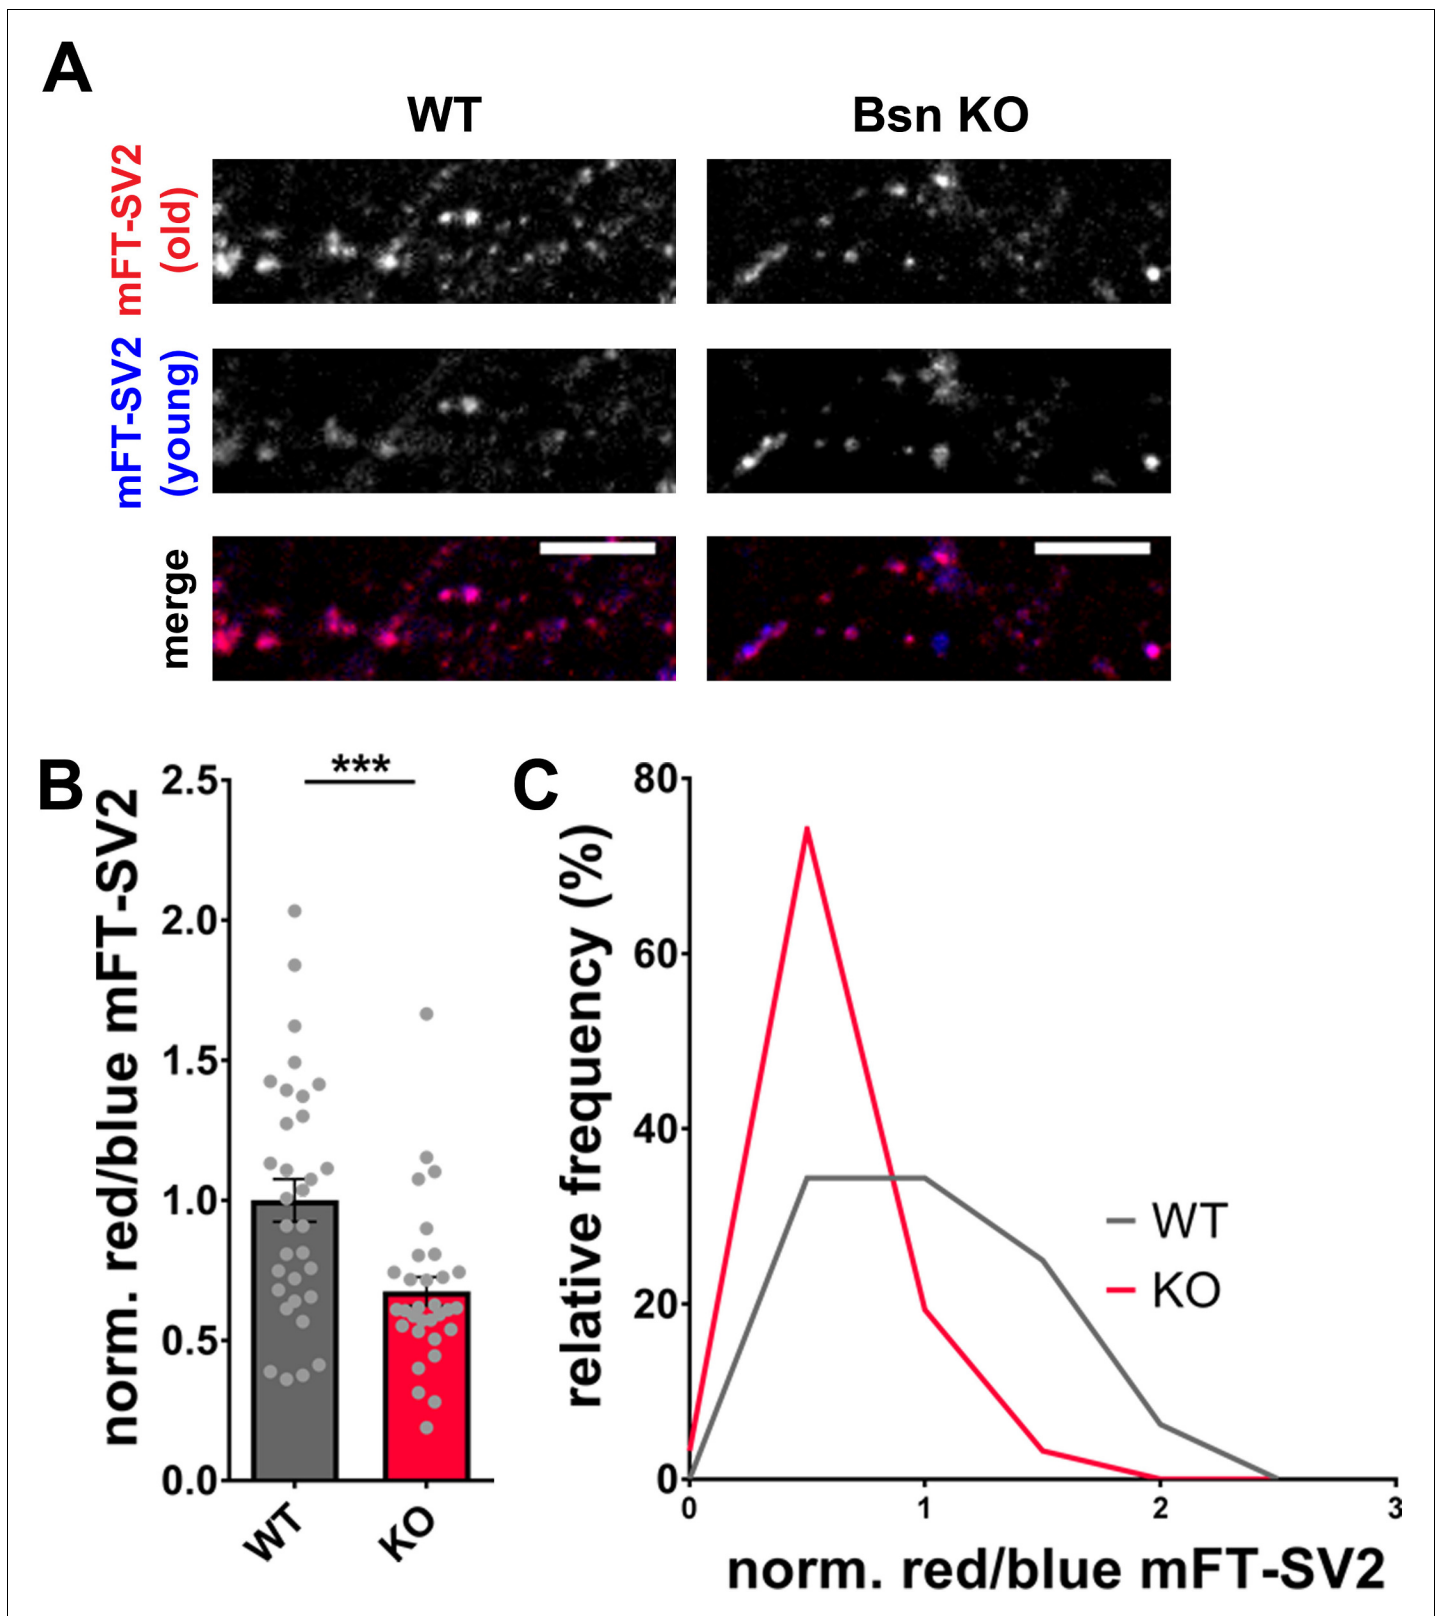 A
WT
Bsn KO
mFT-SV2
(old)
mFT-SV2
(young)
merge
B
norm. red/blue mFT-SV2
2.5
2.0
1.5
1.0
0.5
0.0
***
WT
KO
C
relative frequency (%)
80
60
40
20
0
0
1
2
3
WT
KO
norm. red/blue mFT-SV2